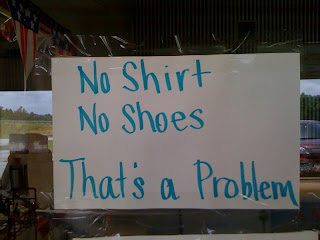 No Shirt
No Shoes
That's a Problem